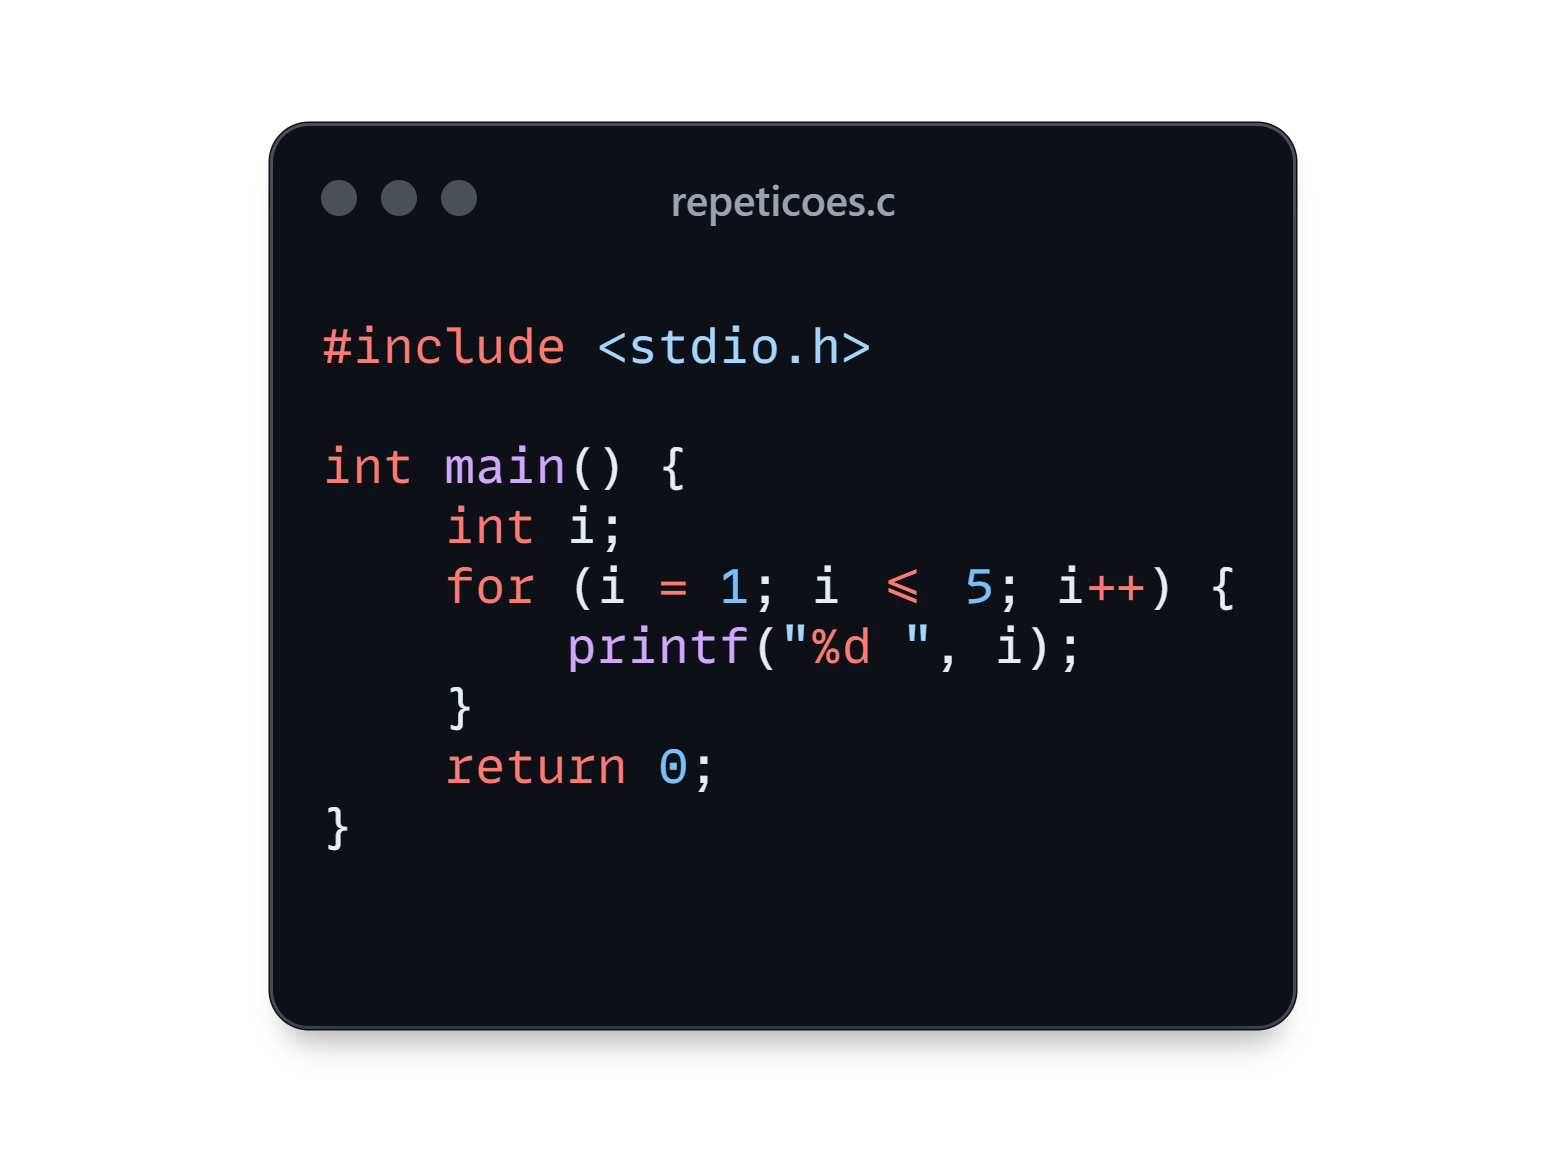 repeticoes.c
#include <stdio.h>
int main() {
    int i;
    for (i = 1; i <= 5; i++) {
        printf("%d ", i);
    }
    return 0;
}